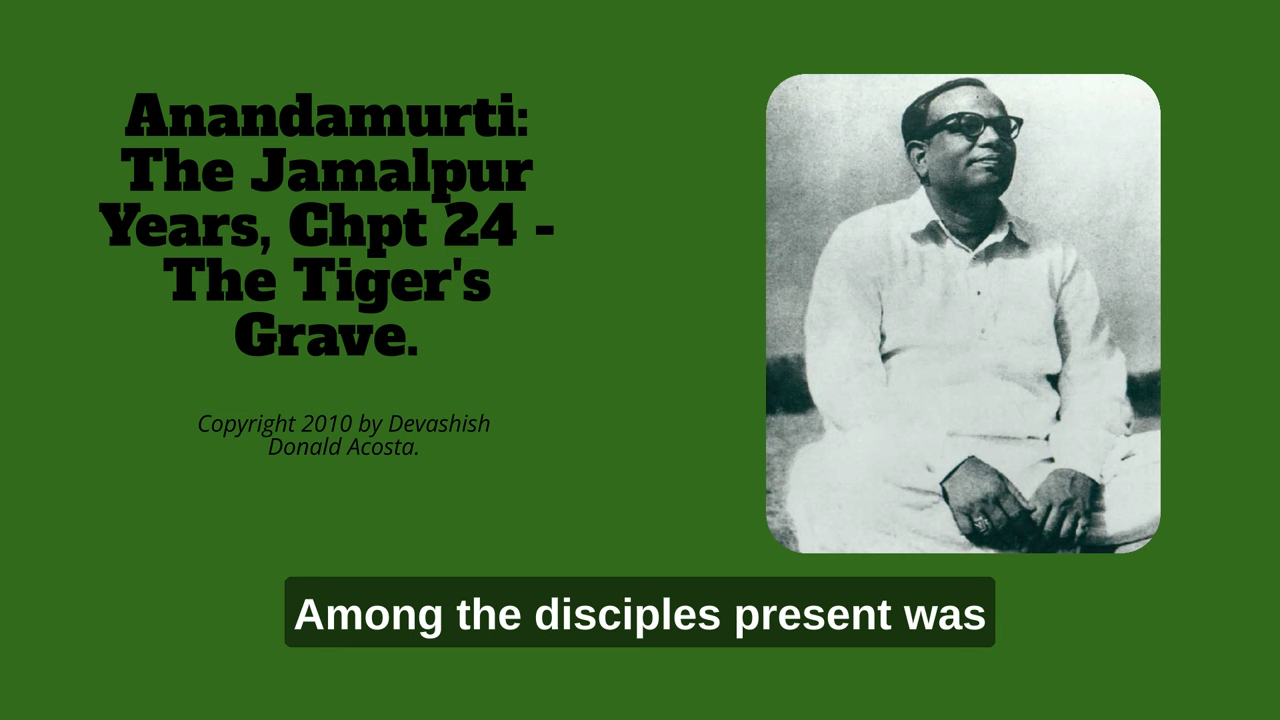 Anandamurti:
The Jamalpur
Years, Chpt 24 -
The Tiger's
Grave.
Copyright 2010 by Devashish
Donald Acosta.
Among the disciples present was